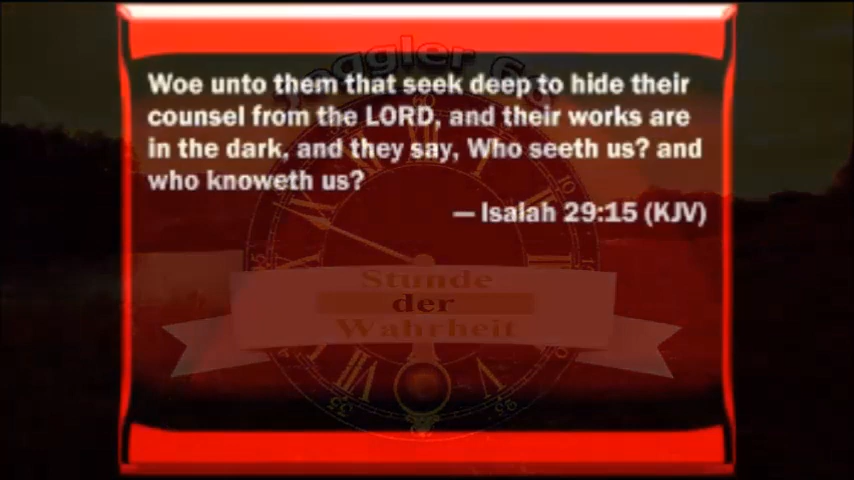 Woe unto them that seek deep to hide their
counsel from the LORD, and their works are
in the dark, and they say, Who seeth us? and
who knoweth us?
— Isaiah 29:15 (KJV)
Stunde
der
Wahrheit